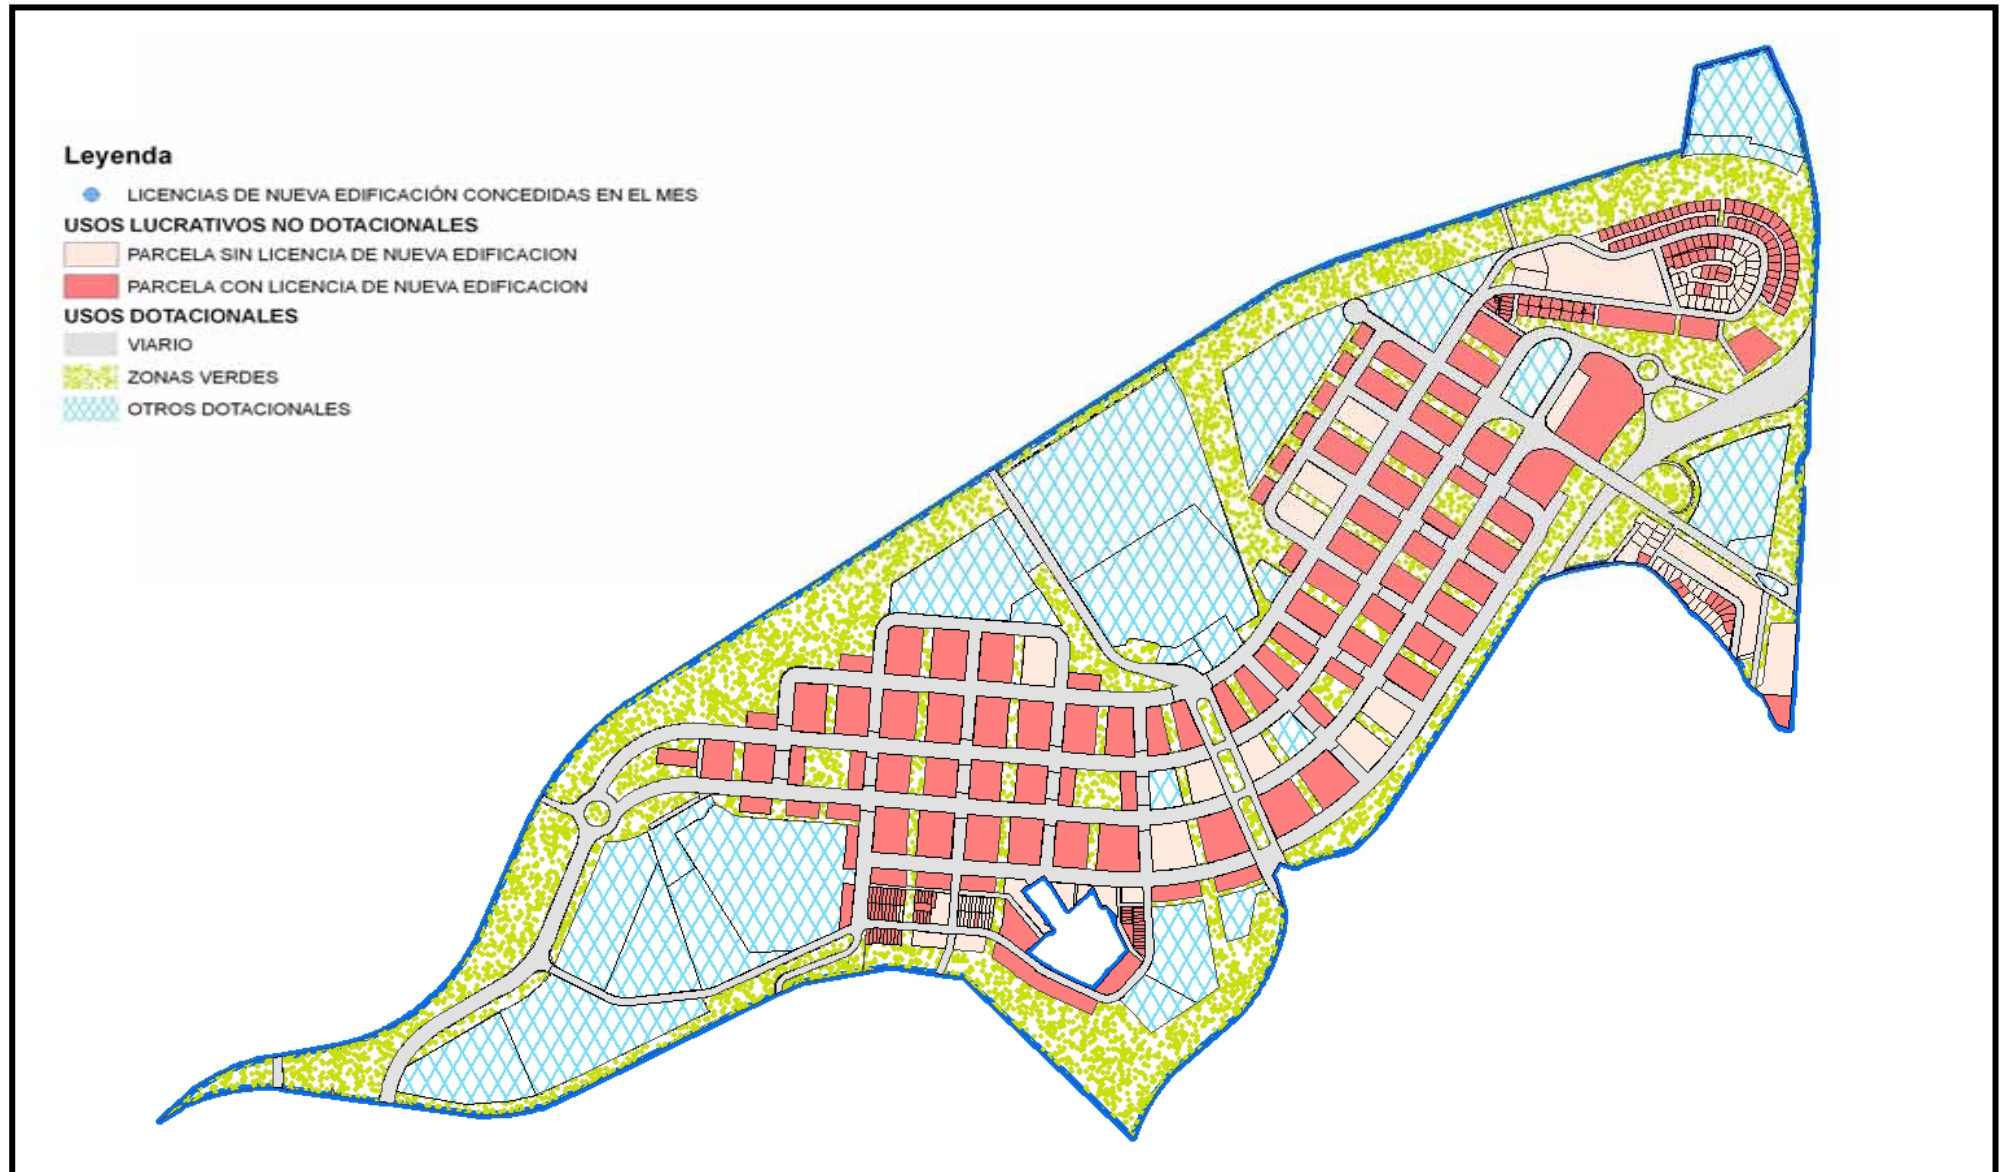 Leyenda
LICENCIAS DE NUEVA EDIFICACIÓN CONCEDIDAS EN EL MES
USOS LUCRATIVOS NO DOTACIONALES
PARCELA SIN LICENCIA DE NUEVA EDIFICACION
PARCELA CON LICENCIA DE NUEVA EDIFICACION
USOS DOTACIONALES
VIARIO
ZONAS VERDES
OTROS DOTACIONALES